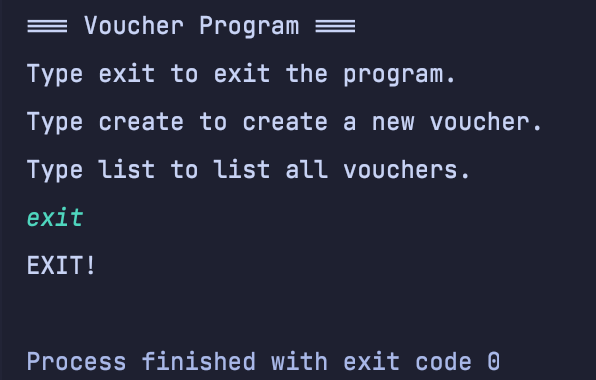 === Voucher Program ===
Type exit to exit the program.
Type create to create a new voucher.
Type list to list all vouchers.
exit
EXIT!
Process finished with exit code 0